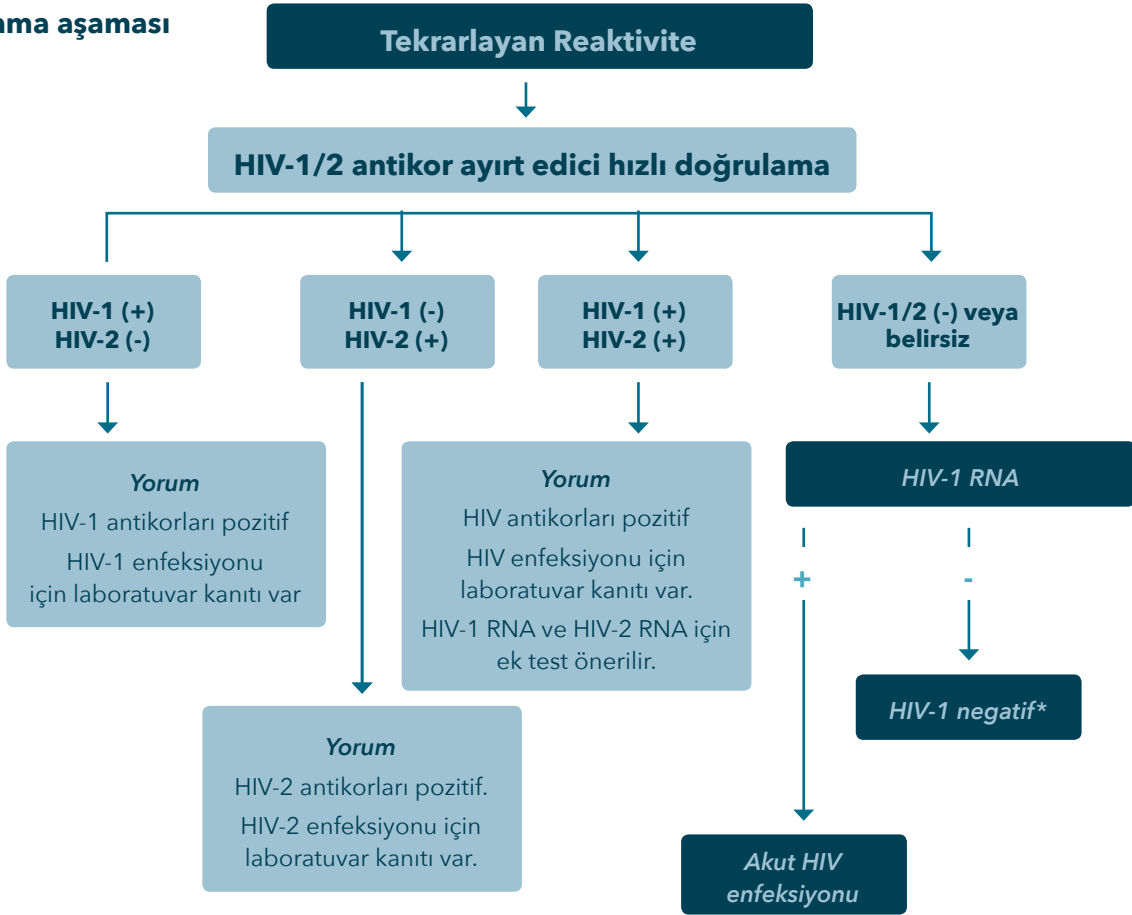 aşaması
Tekrarlayan Reaktivite
HIV-1/2 antikor ayırt edici hızlı doğrulama
HIV-1 (+)
HIV-2 (-)
HIV-1 (-)
HIV-2 (+)
HIV-1 (+)
HIV-2 (+)
HIV-1/2 (-) veya
belirsiz
Yorum
HIV-1 antikorları pozitif
HIV-1 enfeksiyonu
için laboratuvar kanıtı var
Yorum
HIV-2 antikorları pozitif.
HIV-2 enfeksiyonu için
laboratuvar kanıtı var.
Yorum
HIV antikorları pozitif
HIV enfeksiyonu için
laboratuvar kanıtı var.
HIV-1 RNA ve HIV-2 RNA için
ek test önerilir.
HIV-1 RNA
+
-
HIV-1 negatif*
Akut HIV
enfeksiyonu